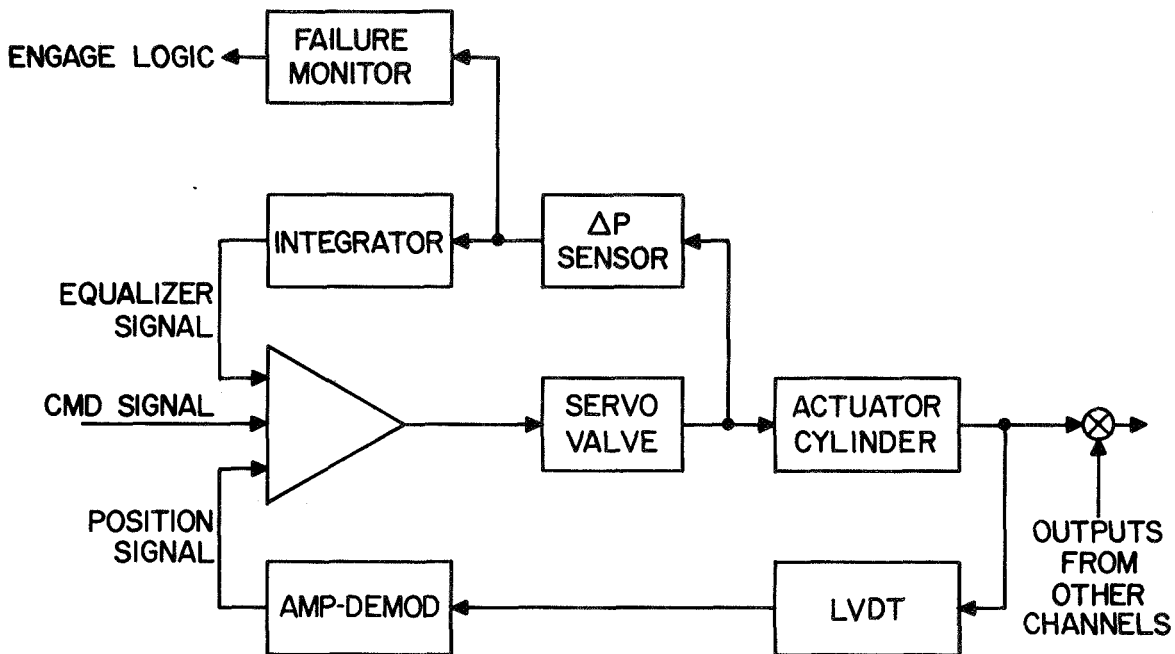 FAILURE
MONITOR
ENGAGE LOGIC
INTEGRATOR
ΔP
SENSOR
EQUALIZER
SIGNAL
CMD SIGNAL
SERVO
VALVE
ACTUATOR
CYLINDER
POSITION
SIGNAL
AMP-DEMOD
LVDT
OUTPUTS
FROM
OTHER
CHANNELS